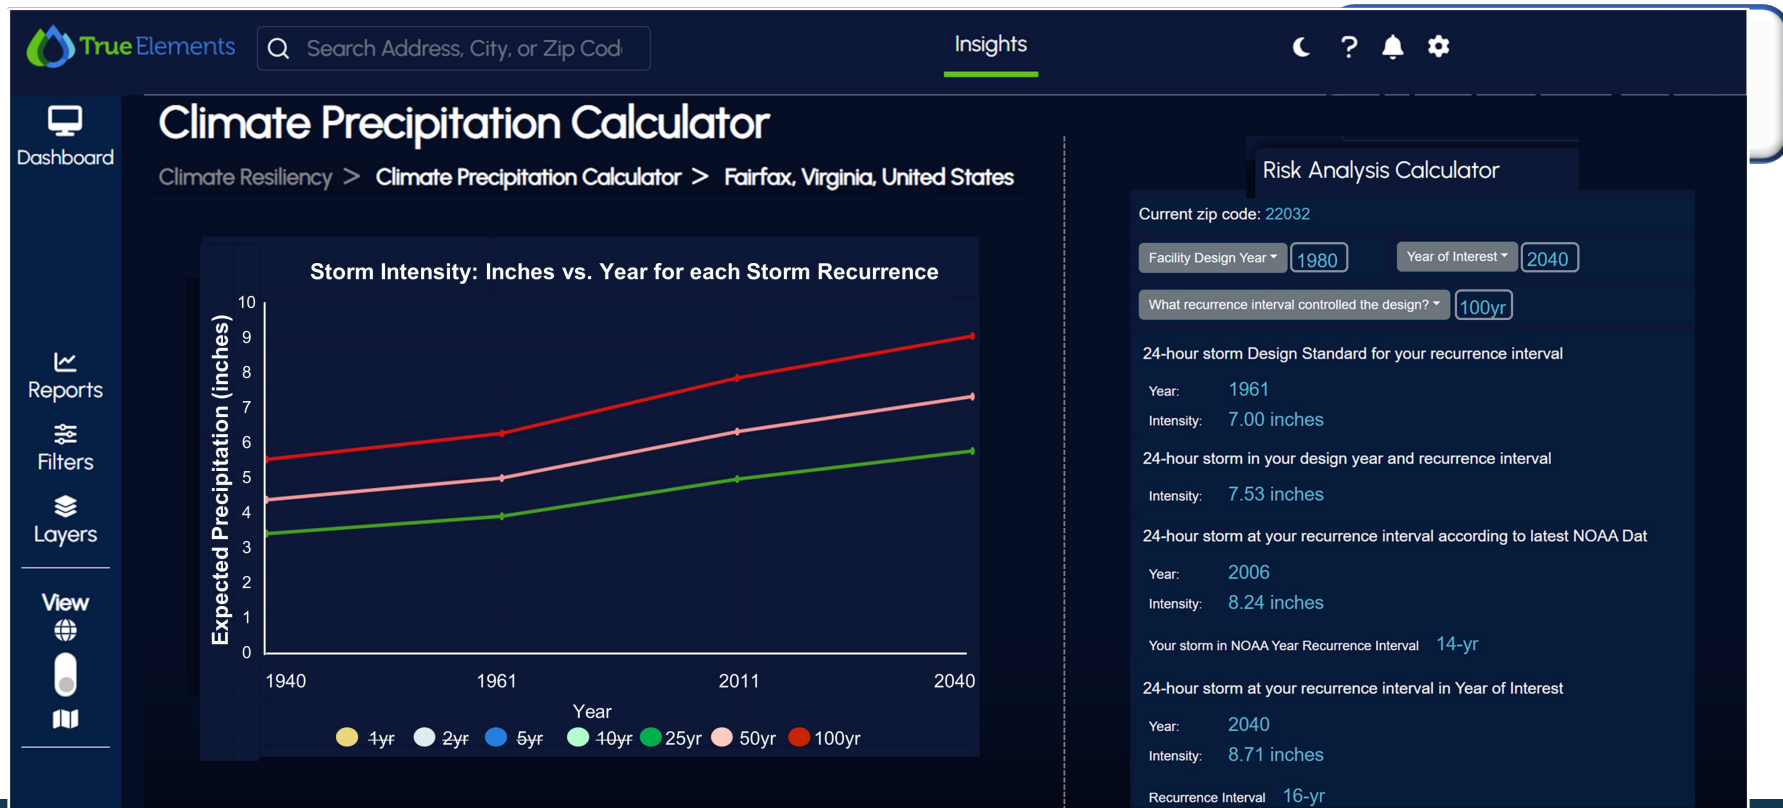 TrueElements
Search Address, City, or Zip Cod
Insights
?
Dashboard
Reports
Filters
Layers
View
Climate Precipitation Calculator
Climate Resiliency > Climate Precipitation Calculator > Fairfax, Virginia, United States
Storm Intensity: Inches vs. Year for each Storm Recurrence
Expected Precipitation (inches)
10
9
8
7
6
5
4
3
2
1
0
1940 1961 2011 2040
Year
1yr 2yr 5yr 10yr 25yr 50yr 100yr
Risk Analysis Calculator
Current zip code: 22032
Facility Design Year 1980 Year of Interest 2040
What recurrence interval controlled the design? 100yr
24-hour storm Design Standard for your recurrence interval
Year: 1961
Intensity: 7.00 inches
24-hour storm in your design year and recurrence interval
Intensity: 7.53 inches
24-hour storm at your recurrence interval according to latest NOAA Dat
Year: 2006
Intensity: 8.24 inches
Your storm in NOAA Year Recurrence Interval 14-yr
24-hour storm at your recurrence interval in Year of Interest
Year: 2040
Intensity: 8.71 inches
Recurrence Interval 16-yr